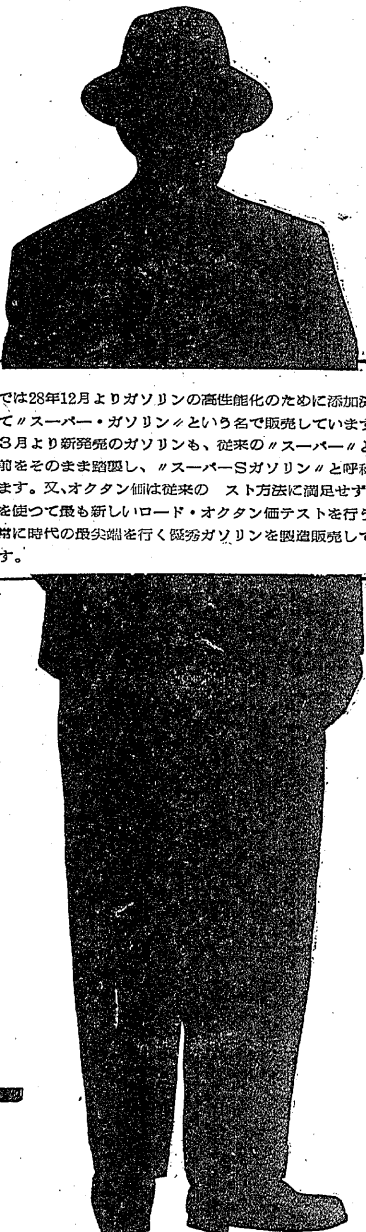 では28年12月よりガソリンの高性能化のために添加
て〃スーパー・ガソリン〃という名で販売しています
3月より新発売のガソリンも、従来の〃スーパー〃と
前をそのまま踏襲し、〃スーパーSガソリン〃と呼称
ます。又、オクタン価は従来の スト方法に満足せず
を使つて最も新しいロード・オクタン価テストを行う
常に時代の最尖端を行く優秀ガソリンを製造販売して
す。